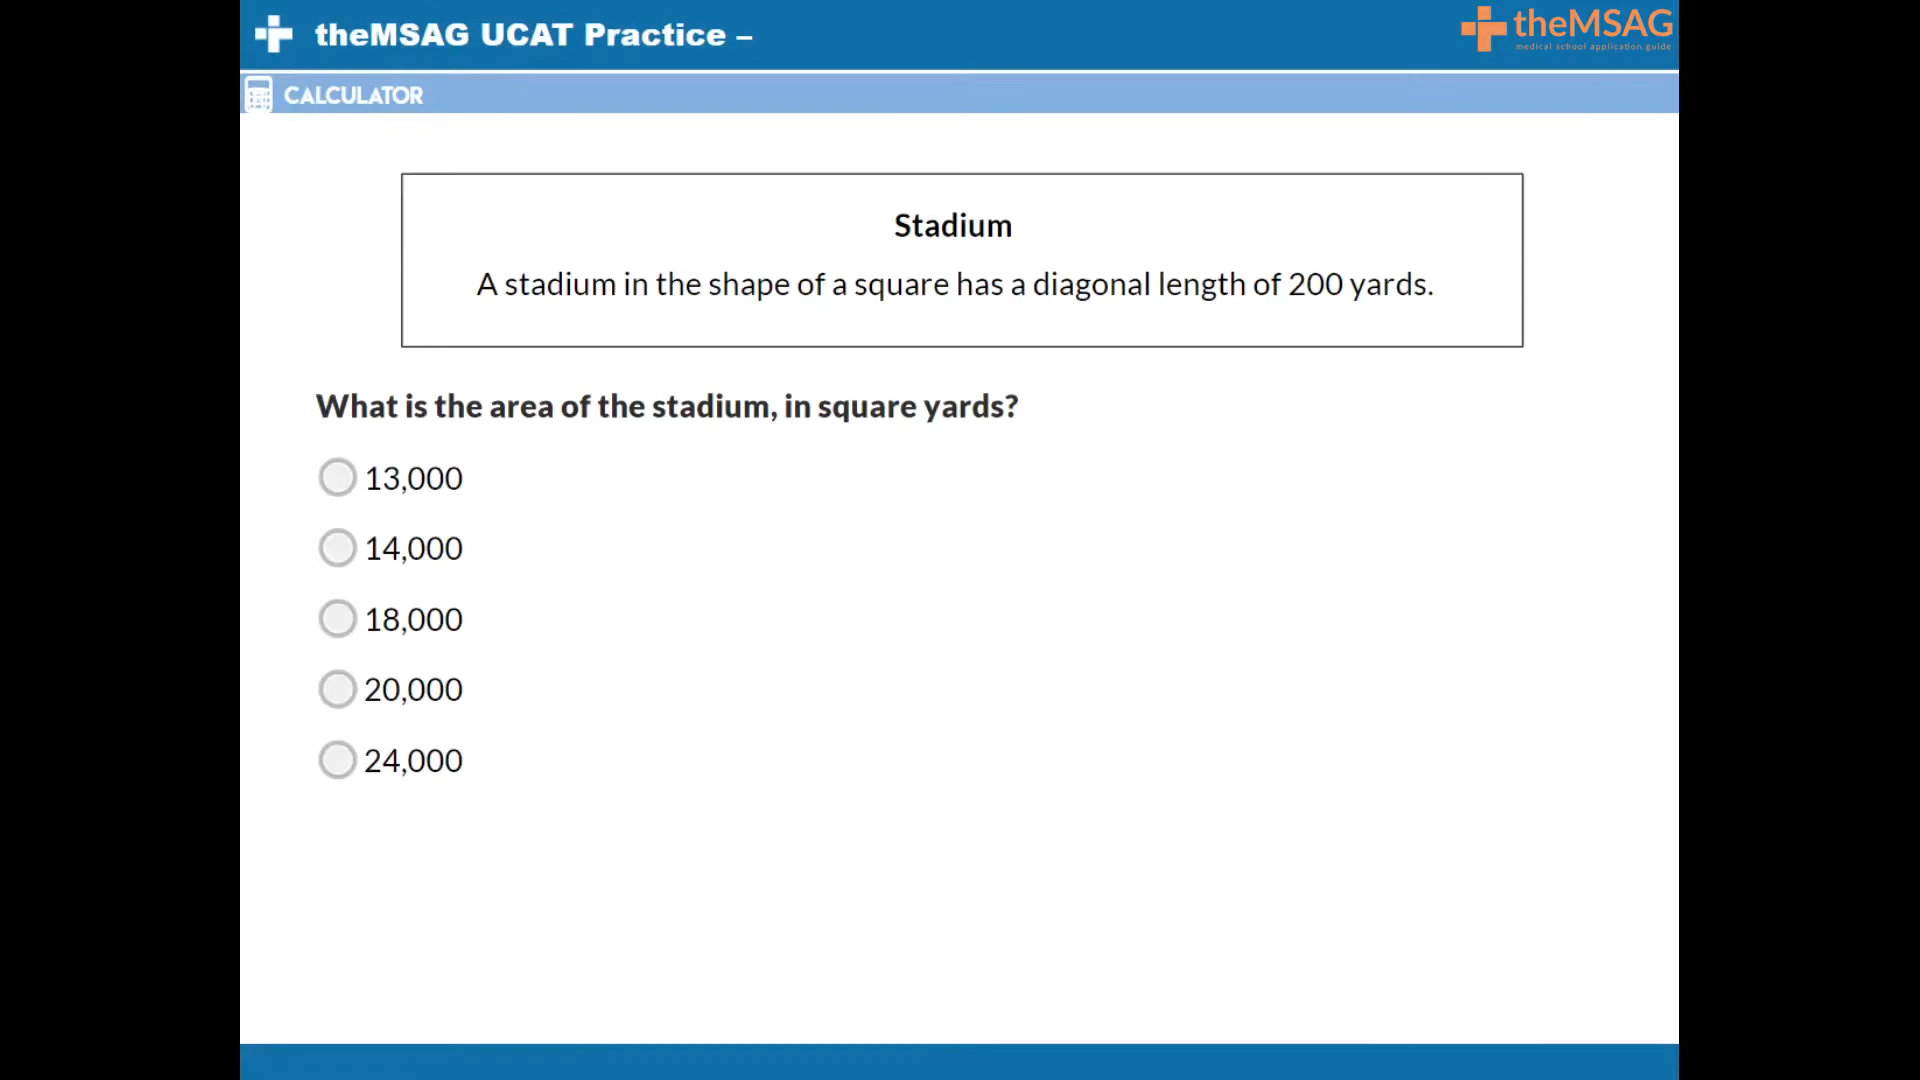 theMSAG UCAT Practice –
theMSAG
medical school application guide
CALCULATOR
Stadium
A stadium in the shape of a square has a diagonal length of 200 yards.
What is the area of the stadium, in square yards?
13,000
14,000
18,000
20,000
24,000